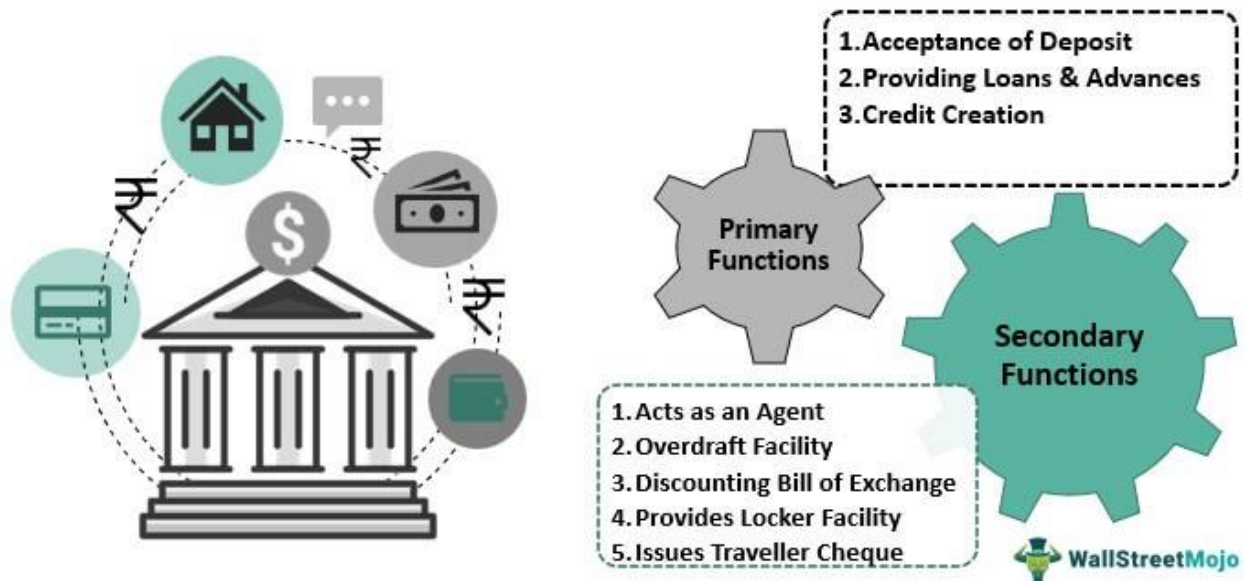 1.Acceptance of Deposit
2.Providing Loans & Advances
3.Credit Creation
₹
₹
₹
$
Primary
Functions
Secondary
Functions
1.Acts as an Agent
2.Overdraft Facility
3.Discounting Bill of Exchange
4.Provides Locker Facility
5.Issues Traveller Cheque
WallStreetMojo